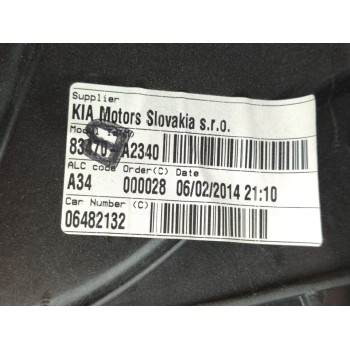 Supplier
KIA Motors Slovakia s.r.o.
A2340
ALC code Order(C) Date
A34 000028 06/02/2014 21:10
Car Number (C)
06482132